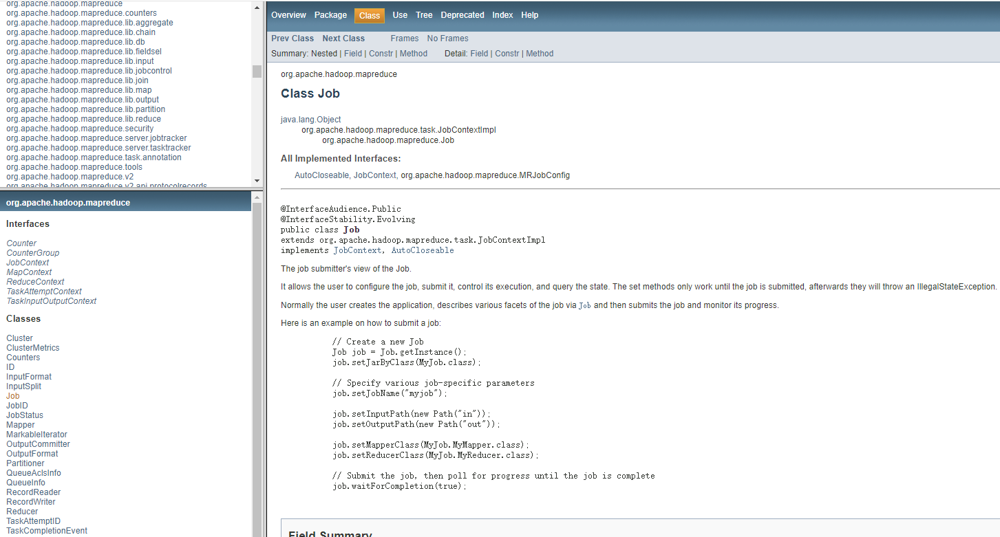 org.apache.hadoop.mapreduce
org.apache.hadoop.mapreduce.counters
org.apache.hadoop.mapreduce.lib.aggregate
org.apache.hadoop.mapreduce.lib.chain
org.apache.hadoop.mapreduce.lib.db
org.apache.hadoop.mapreduce.lib.fieldsel
org.apache.hadoop.mapreduce.lib.input
org.apache.hadoop.mapreduce.lib.jobcontrol
org.apache.hadoop.mapreduce.lib.join
org.apache.hadoop.mapreduce.lib.map
org.apache.hadoop.mapreduce.lib.output
org.apache.hadoop.mapreduce.lib.partition
org.apache.hadoop.mapreduce.lib.reduce
org.apache.hadoop.mapreduce.security
org.apache.hadoop.mapreduce.server.jobtracker
org.apache.hadoop.mapreduce.server.tasktracker
org.apache.hadoop.mapreduce.task.annotation
org.apache.hadoop.mapreduce.tools
org.apache.hadoop.mapreduce.v2
org.apache.hadoop.mapreduce.v2.api.protocolrecords
org.apache.hadoop.mapreduce
Interfaces
Counter
CounterGroup
JobContext
MapContext
ReduceContext
TaskAttemptContext
TaskInputOutputContext
Classes
Cluster
ClusterMetrics
Counters
ID
InputFormat
InputSplit
Job
JobID
JobStatus
Mapper
MarkableIterator
OutputCommitter
OutputFormat
Partitioner
QueueAclsInfo
QueueInfo
RecordReader
RecordWriter
Reducer
TaskAttemptID
TaskCompletionEvent
Overview Package Class Use Tree Deprecated Index Help
Prev Class Next Class Frames No Frames
Summary: Nested | Field | Constr | Method Detail: Field | Constr | Method
org.apache.hadoop.mapreduce
Class Job
java.lang.Object
org.apache.hadoop.mapreduce.task.JobContextImpl
org.apache.hadoop.mapreduce.Job
All Implemented Interfaces:
AutoCloseable, JobContext, org.apache.hadoop.mapreduce.MRJobConfig
@InterfaceAudience.Public
@InterfaceStability.Evolving
public class Job
extends org.apache.hadoop.mapreduce.task.JobContextImpl
implements JobContext, AutoCloseable
The job submitter's view of the Job.
It allows the user to configure the job, submit it, control its execution, and query the state. The set methods only work until the job is submitted, afterwards they will throw an IllegalStateException.
Normally the user creates the application, describes various facets of the job via Job and then submits the job and monitor its progress.
Here is an example on how to submit a job:
// Create a new Job
Job job = Job.getInstance();
job.setJarByClass(MyJob.class);
// Specify various job-specific parameters
job.setJobName("myjob");
job.setInputPath(new Path("in"));
job.setOutputPath(new Path("out"));
job.setMapperClass(MyJob.MyMapper.class);
job.setReducerClass(MyJob.MyReducer.class);
// Submit the job, then poll for progress until the job is complete
job.waitForCompletion(true);
Field Summary